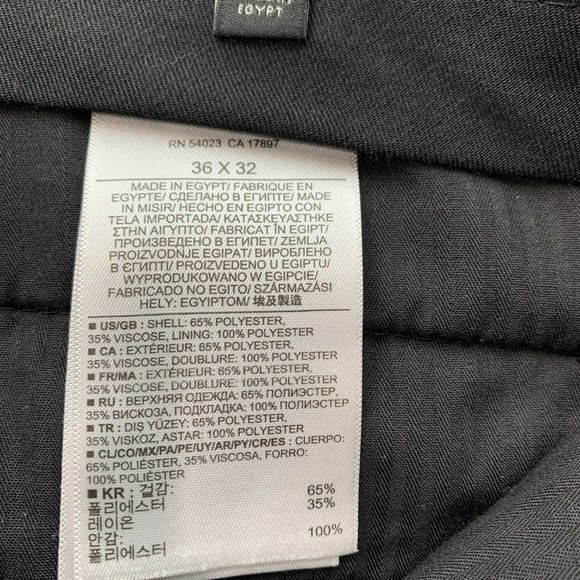 EGYPT
RN 54023 CA 17897
36 X 32
MADE IN EGYPT/ FABRIQUE EN
EGYPTE/ СДЕЛАНО В ЕГИПТЕ/ MADE
IN MISIR/ HECHO EN EGIPTO CON
TELA IMPORTADA/ ΚΑΤΑΣΚΕΥΑΣΤΗΚΕ
ΣΤΗΝ ΑΙΓΥΠΤΟ/ FABRICAT ÎN EGIPT/
ПРОИЗВЕДЕНО В ЕГИПЕТ/ ZEMLJA
PROIZVODNJE EGIPAT/ ВИРОБЛЕНО
В ЄГИПТІ/ PROIZVEDENO U EGIPTU/
WYPRODUKOWANO W EGIPCIE/
FABRICADO NO EGITO/ SZÁRMAZÁSI
HELY: EGYIPTOM/ 埃及製造
■ US/GB : SHELL: 65% POLYESTER,
35% VISCOSE, LINING: 100% POLYESTER
■ CA : EXTÉRIEUR: 65% POLYESTER,
35% VISCOSE, DOUBLURE: 100% POLYESTER
■ FR/MA : EXTÉRIEUR: 65% POLYESTER,
35% VISCOSE, DOUBLURE: 100% POLYESTER
■ RU : ВЕРХНЯЯ ОДЕЖДА: 65% ПОЛИЭСТЕР,
35% ВИСКОЗА, ПОДКЛАДКА: 100% ПОЛИЭСТЕР
■ TR : DIŞ YÜZEY: 65% POLYESTER,
35% VİSKOZ, ASTAR: 100% POLYESTER
■ CL/CO/MX/PA/PE/UY/AR/PY/CR/ES : CUERPO:
65% POLIÉSTER, 35% VISCOSA, FORRO:
100% POLIÉSTER
■ KR : 겉감:
폴리에스터 65%
레이온 35%
안감:
폴리에스터 100%